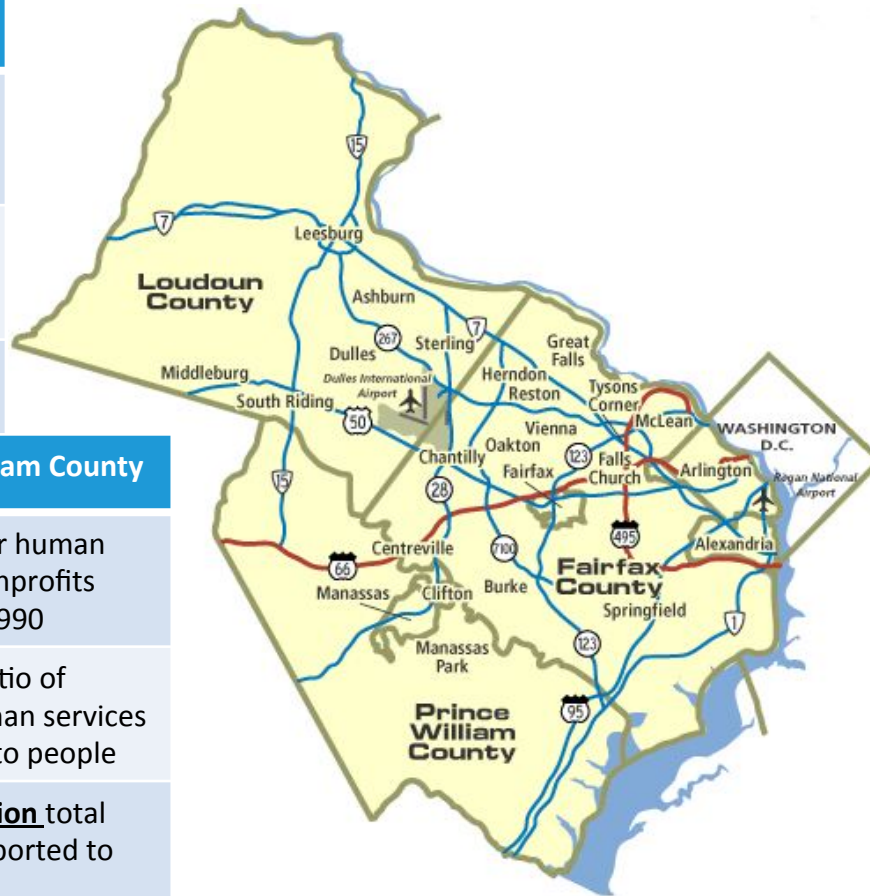 am County
r human
nprofits
990
tio of
nan services
to people
ion total
ported to
15
7
Leesburg
Loudoun
County
Ashburn
267
Sterling
7
Great
Falls
Dulles
Middleburg
Dulles International
Airport
Herndon
Reston
Tysons
Corner
South Riding
50
McLean
WASHINGTON
D.C.
Vienna
Oakton
123
Chantilly
Fairfax
Falls
Church
Arlington
Rogan National
Airport
15
28
495
Alexandria
66
Centreville
7100
Fairfax
County
Manassas
Clifton
Burke
Springfield
1
Manassas
Park
123
Prince
William
County
95